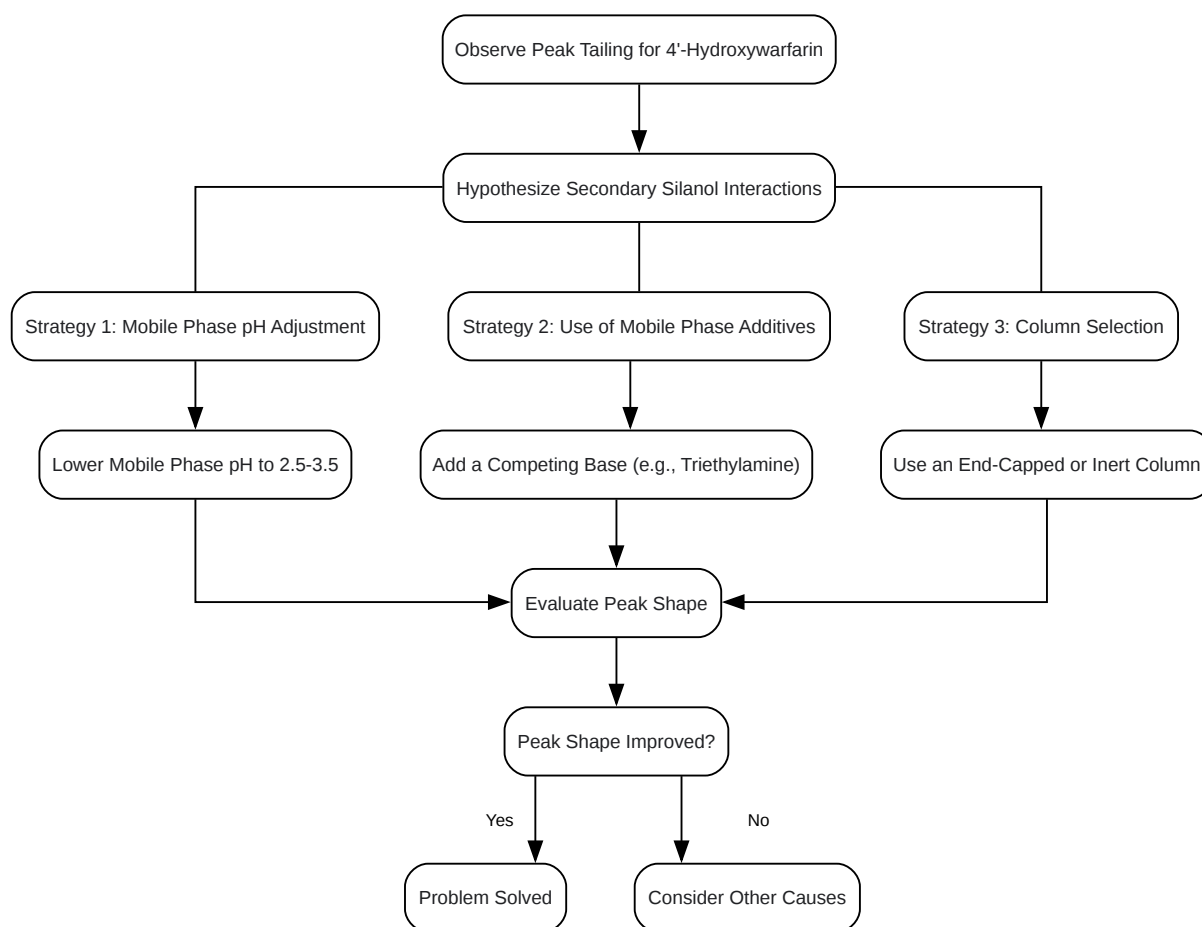 Observe Peak Tailing for 4'-Hydroxywarfarin
Hypothesize Secondary Silanol Interactions
Strategy 1: Mobile Phase pH Adjustment
Strategy 2: Use of Mobile Phase Additives
Strategy 3: Column Selection
Lower Mobile Phase pH to 2.5-3.5
Add a Competing Base (e.g., Triethylamine)
Use an End-Capped or Inert Column
Evaluate Peak Shape
Peak Shape Improved?
Yes
No
Problem Solved
Consider Other Causes